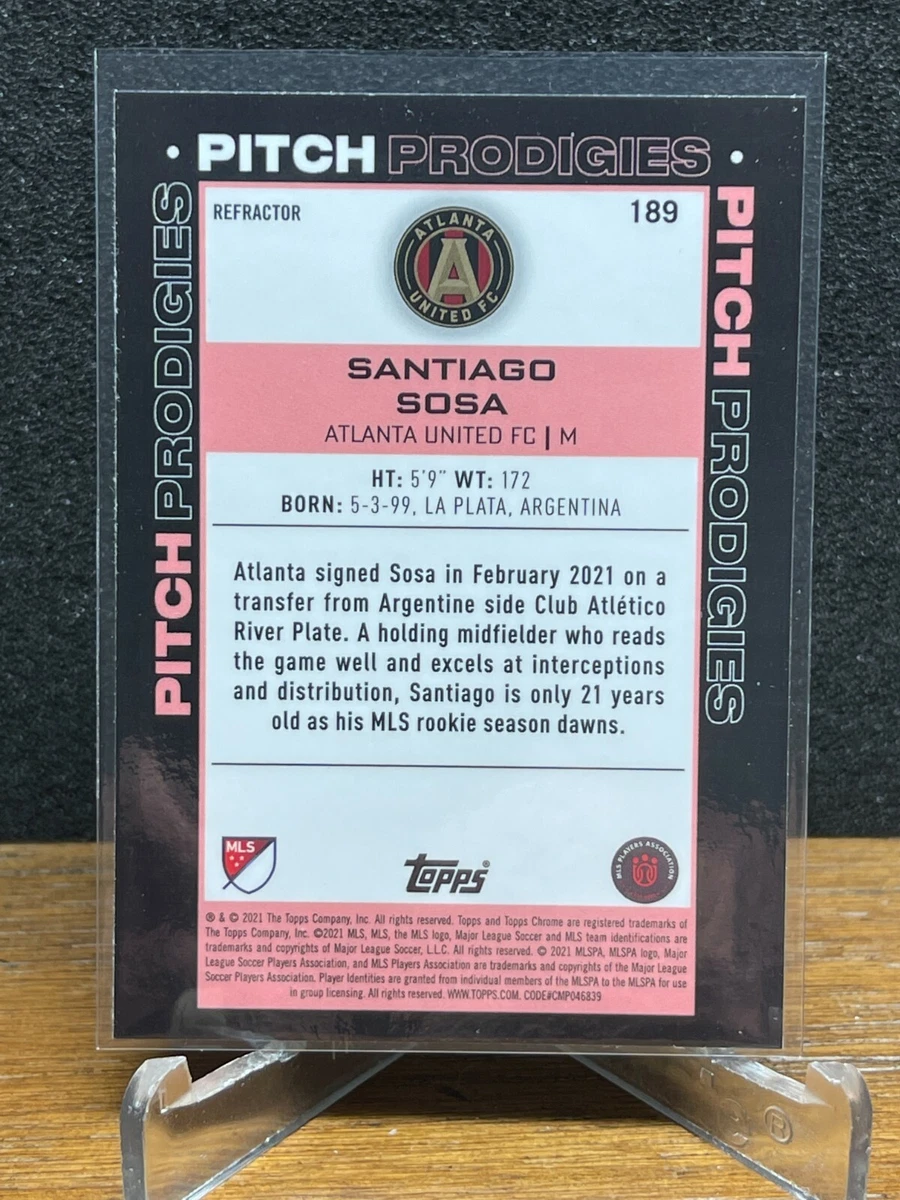 • PITCH PRODIGIES •
PITCH PRODIGIES
PITCH PRODIGIES
REFRACTOR
189
ATLANTA
A
UNITED FC
SANTIAGO
SOSA
ATLANTA UNITED FC | M
HT: 5'9" WT: 172
BORN: 5-3-99, LA PLATA, ARGENTINA
Atlanta signed Sosa in February 2021 on a
transfer from Argentine side Club Atlético
River Plate. A holding midfielder who reads
the game well and excels at interceptions
and distribution, Santiago is only 21 years
old as his MLS rookie season dawns.
MLS
topps®
MLS PLAYERS ASSOCIATION
® & © 2021 The Topps Company, Inc. All rights reserved. Topps and Topps Chrome are registered trademarks of
The Topps Company, Inc. ©2021 MLS, MLS, the MLS logo, Major League Soccer and MLS team identifications are
trademarks and copyrights of Major League Soccer, L.L.C. All rights reserved. © 2021 MLSPA, MLSPA logo, Major
League Soccer Players Association, and MLS Players Association are trademarks and copyrights of the Major League
Soccer Players Association. Player Identities are granted from individual members of the MLSPA to the MLSPA for use
in group licensing. All rights reserved. WWW.TOPPS.COM. CODE#CMP046839
®